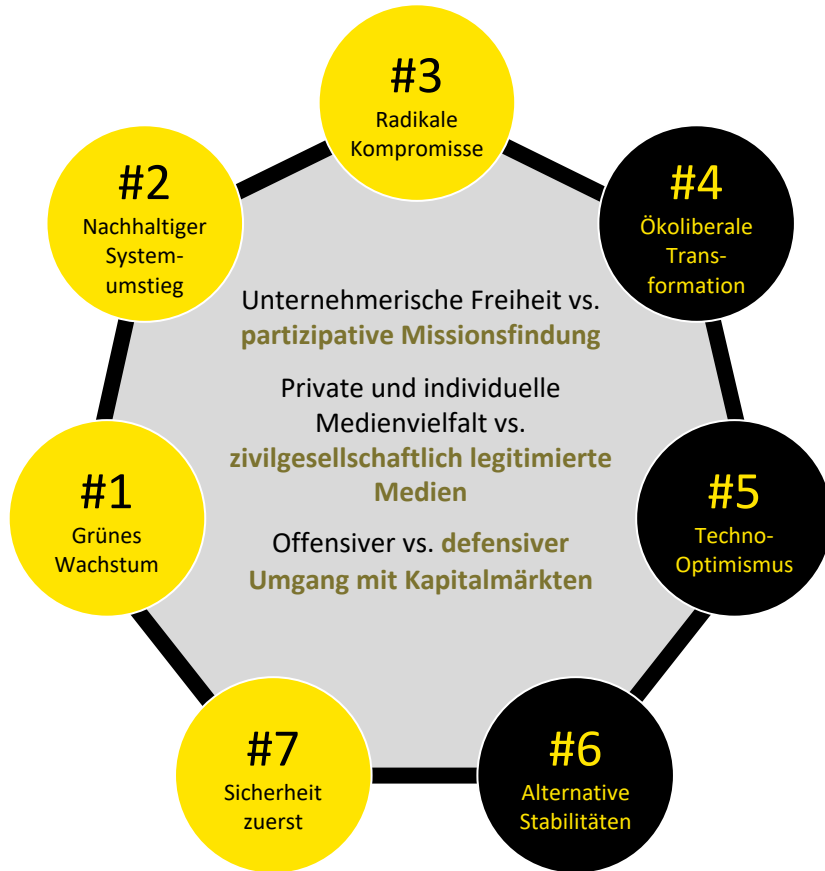 #3
Radikale
Kompromisse
#2
Nachhaltiger
System-
umstieg
#4
Ökoliberale
Trans-
formation
Unternehmerische Freiheit vs.
partizipative Missionsfindung
Private und individuelle
Medienvielfalt vs.
zivilgesellschaftlich legitimierte
Medien
Offensiver vs. defensiver
Umgang mit Kapitalmärkten
#1
Grünes
Wachstum
#5
Techno-
Optimismus
#7
Sicherheit
zuerst
#6
Alternative
Stabilitäten